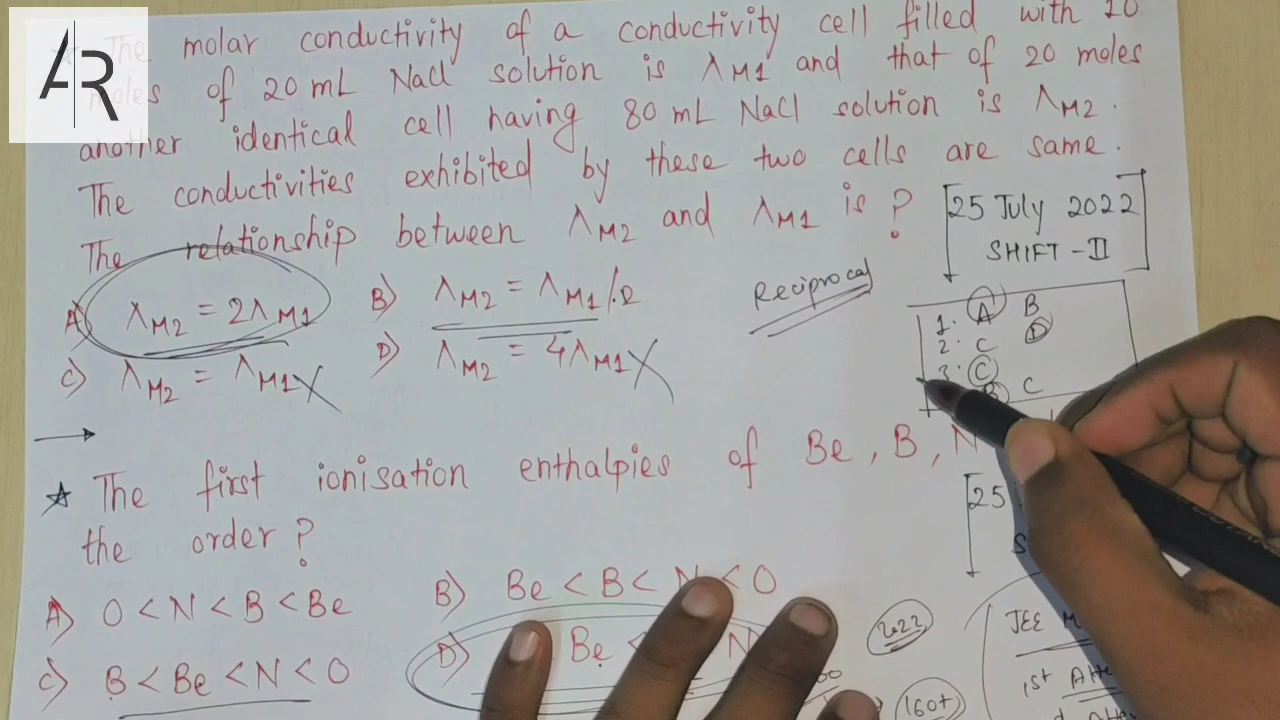 AR
The molar conductivity of a conductivity cell filled with 10
moles of 20 mL NaCl solution is ΛM1 and that of 20 moles
another identical cell having 80 mL NaCl solution is ΛM2.
The conductivities exhibited by these two cells are same.
The relationship between ΛM2 and ΛM1 is ?
[25 July 2022
SHIFT - II]
A) ΛM2 = 2ΛM1 B) ΛM2 = ΛM1/2
C) ΛM2 = ΛM1 X D) ΛM2 = 4ΛM1 X
Reciprocal
1. A B
2. C D
3. C
B C
→
☆ The first ionisation enthalpies of Be, B, N
the order ?
[25
S
A) O < N < B < Be B) Be < B < N < O
C) B < Be < N < O D) Be < N
2022
160+
JEE M
1st Atte